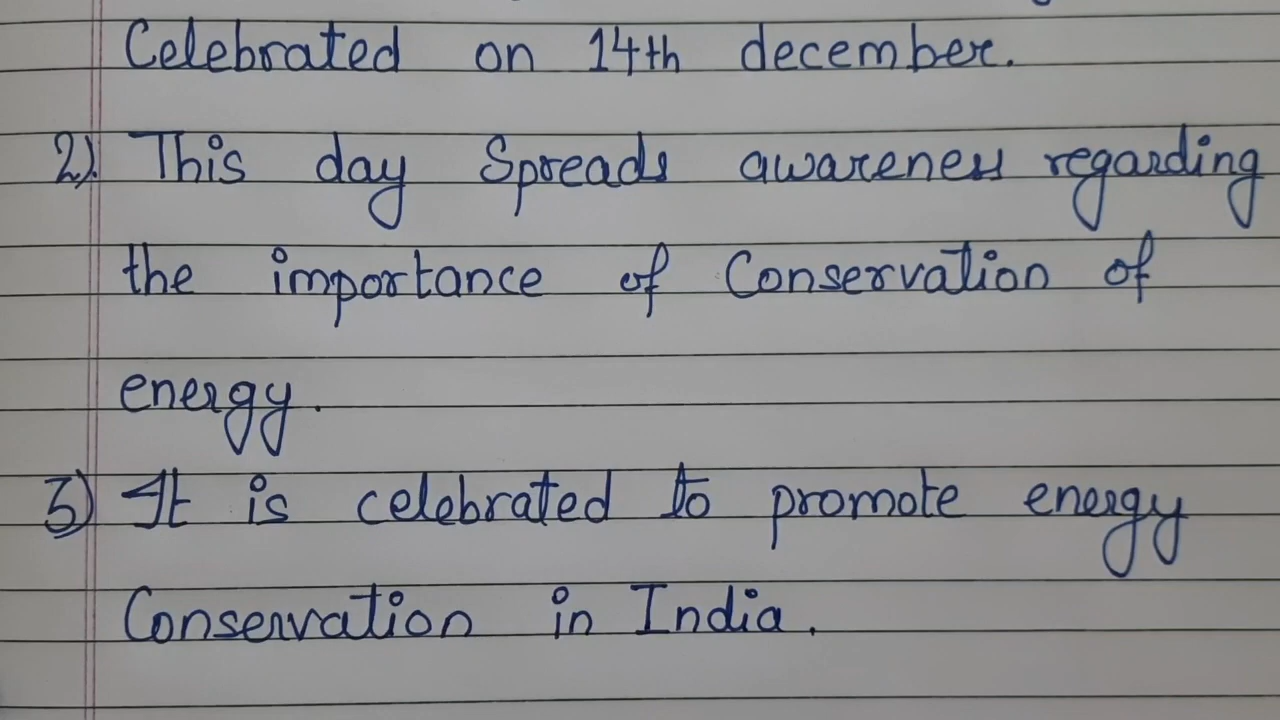 Celebrated on 14th december.
2) This day Spreads awareness regarding
the importance of Conservation of
energy.
3) It is celebrated to promote energy
Conservation in India.